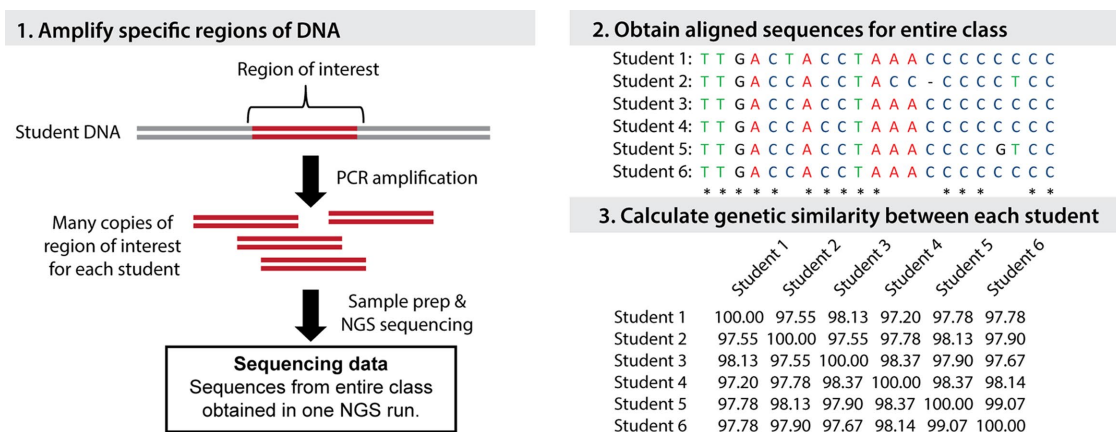 1. Amplify specific regions of DNA
Region of interest
Student DNA
PCR amplification
Many copies of
region of interest
for each student
Sample prep &
NGS sequencing
Sequencing data
Sequences from entire class
obtained in one NGS run.
2. Obtain aligned sequences for entire class
Student 1: T T G A C T A C C T A A A C C C C C C C C
Student 2: T T G A C C A C C T A C C - C C C C T C C
Student 3: T T G A C C A C C T A A A C C C C C C C C
Student 4: T T G A C C A C C T A A A C C C C C C C C
Student 5: T T G A C C A C C T A A A C C C C G T C C
Student 6: T T G A C C A C C T A A A C C C C C C C C
* * * * * * * * * * * * * * *
3. Calculate genetic similarity between each student
Student 1 Student 2 Student 3 Student 4 Student 5 Student 6
Student 1 100.00 97.55 98.13 97.20 97.78 97.78
Student 2 97.55 100.00 97.55 97.78 98.13 97.90
Student 3 98.13 97.55 100.00 98.37 97.90 97.67
Student 4 97.20 97.78 98.37 100.00 98.37 98.14
Student 5 97.78 98.13 97.90 98.37 100.00 99.07
Student 6 97.78 97.90 97.67 98.14 99.07 100.00